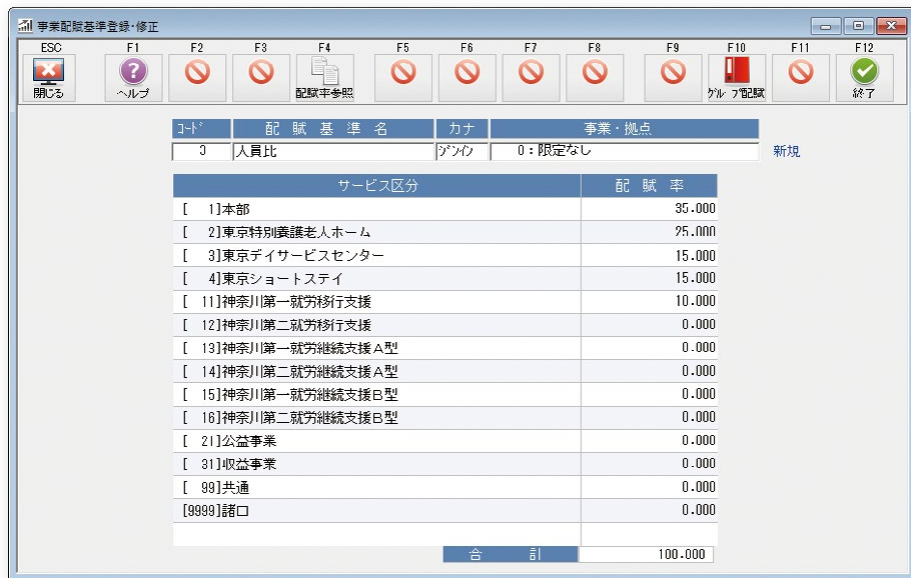 事業配賦基準登録・修正
ESC F1 F2 F3 F4 F5 F6 F7 F8 F9 F10 F11 F12
閉じる ヘルプ 配賦率参照 ｸﾞﾙｰﾌﾟ配賦 終了
ｺｰﾄﾞ 配賦基準名 カナ 事業・拠点
3 人員比 ｼﾞﾝｲﾝ 0：限定なし 新規
サービス区分 配賦率
[ 1]本部 35.000
[ 2]東京特別養護老人ホーム 25.000
[ 3]東京デイサービスセンター 15.000
[ 4]東京ショートステイ 15.000
[ 11]神奈川第一就労移行支援 10.000
[ 12]神奈川第二就労移行支援 0.000
[ 13]神奈川第一就労継続支援Ａ型 0.000
[ 14]神奈川第二就労継続支援Ａ型 0.000
[ 15]神奈川第一就労継続支援Ｂ型 0.000
[ 16]神奈川第二就労継続支援Ｂ型 0.000
[ 21]公益事業 0.000
[ 31]収益事業 0.000
[ 99]共通 0.000
[9999]諸口 0.000
合計 100.000